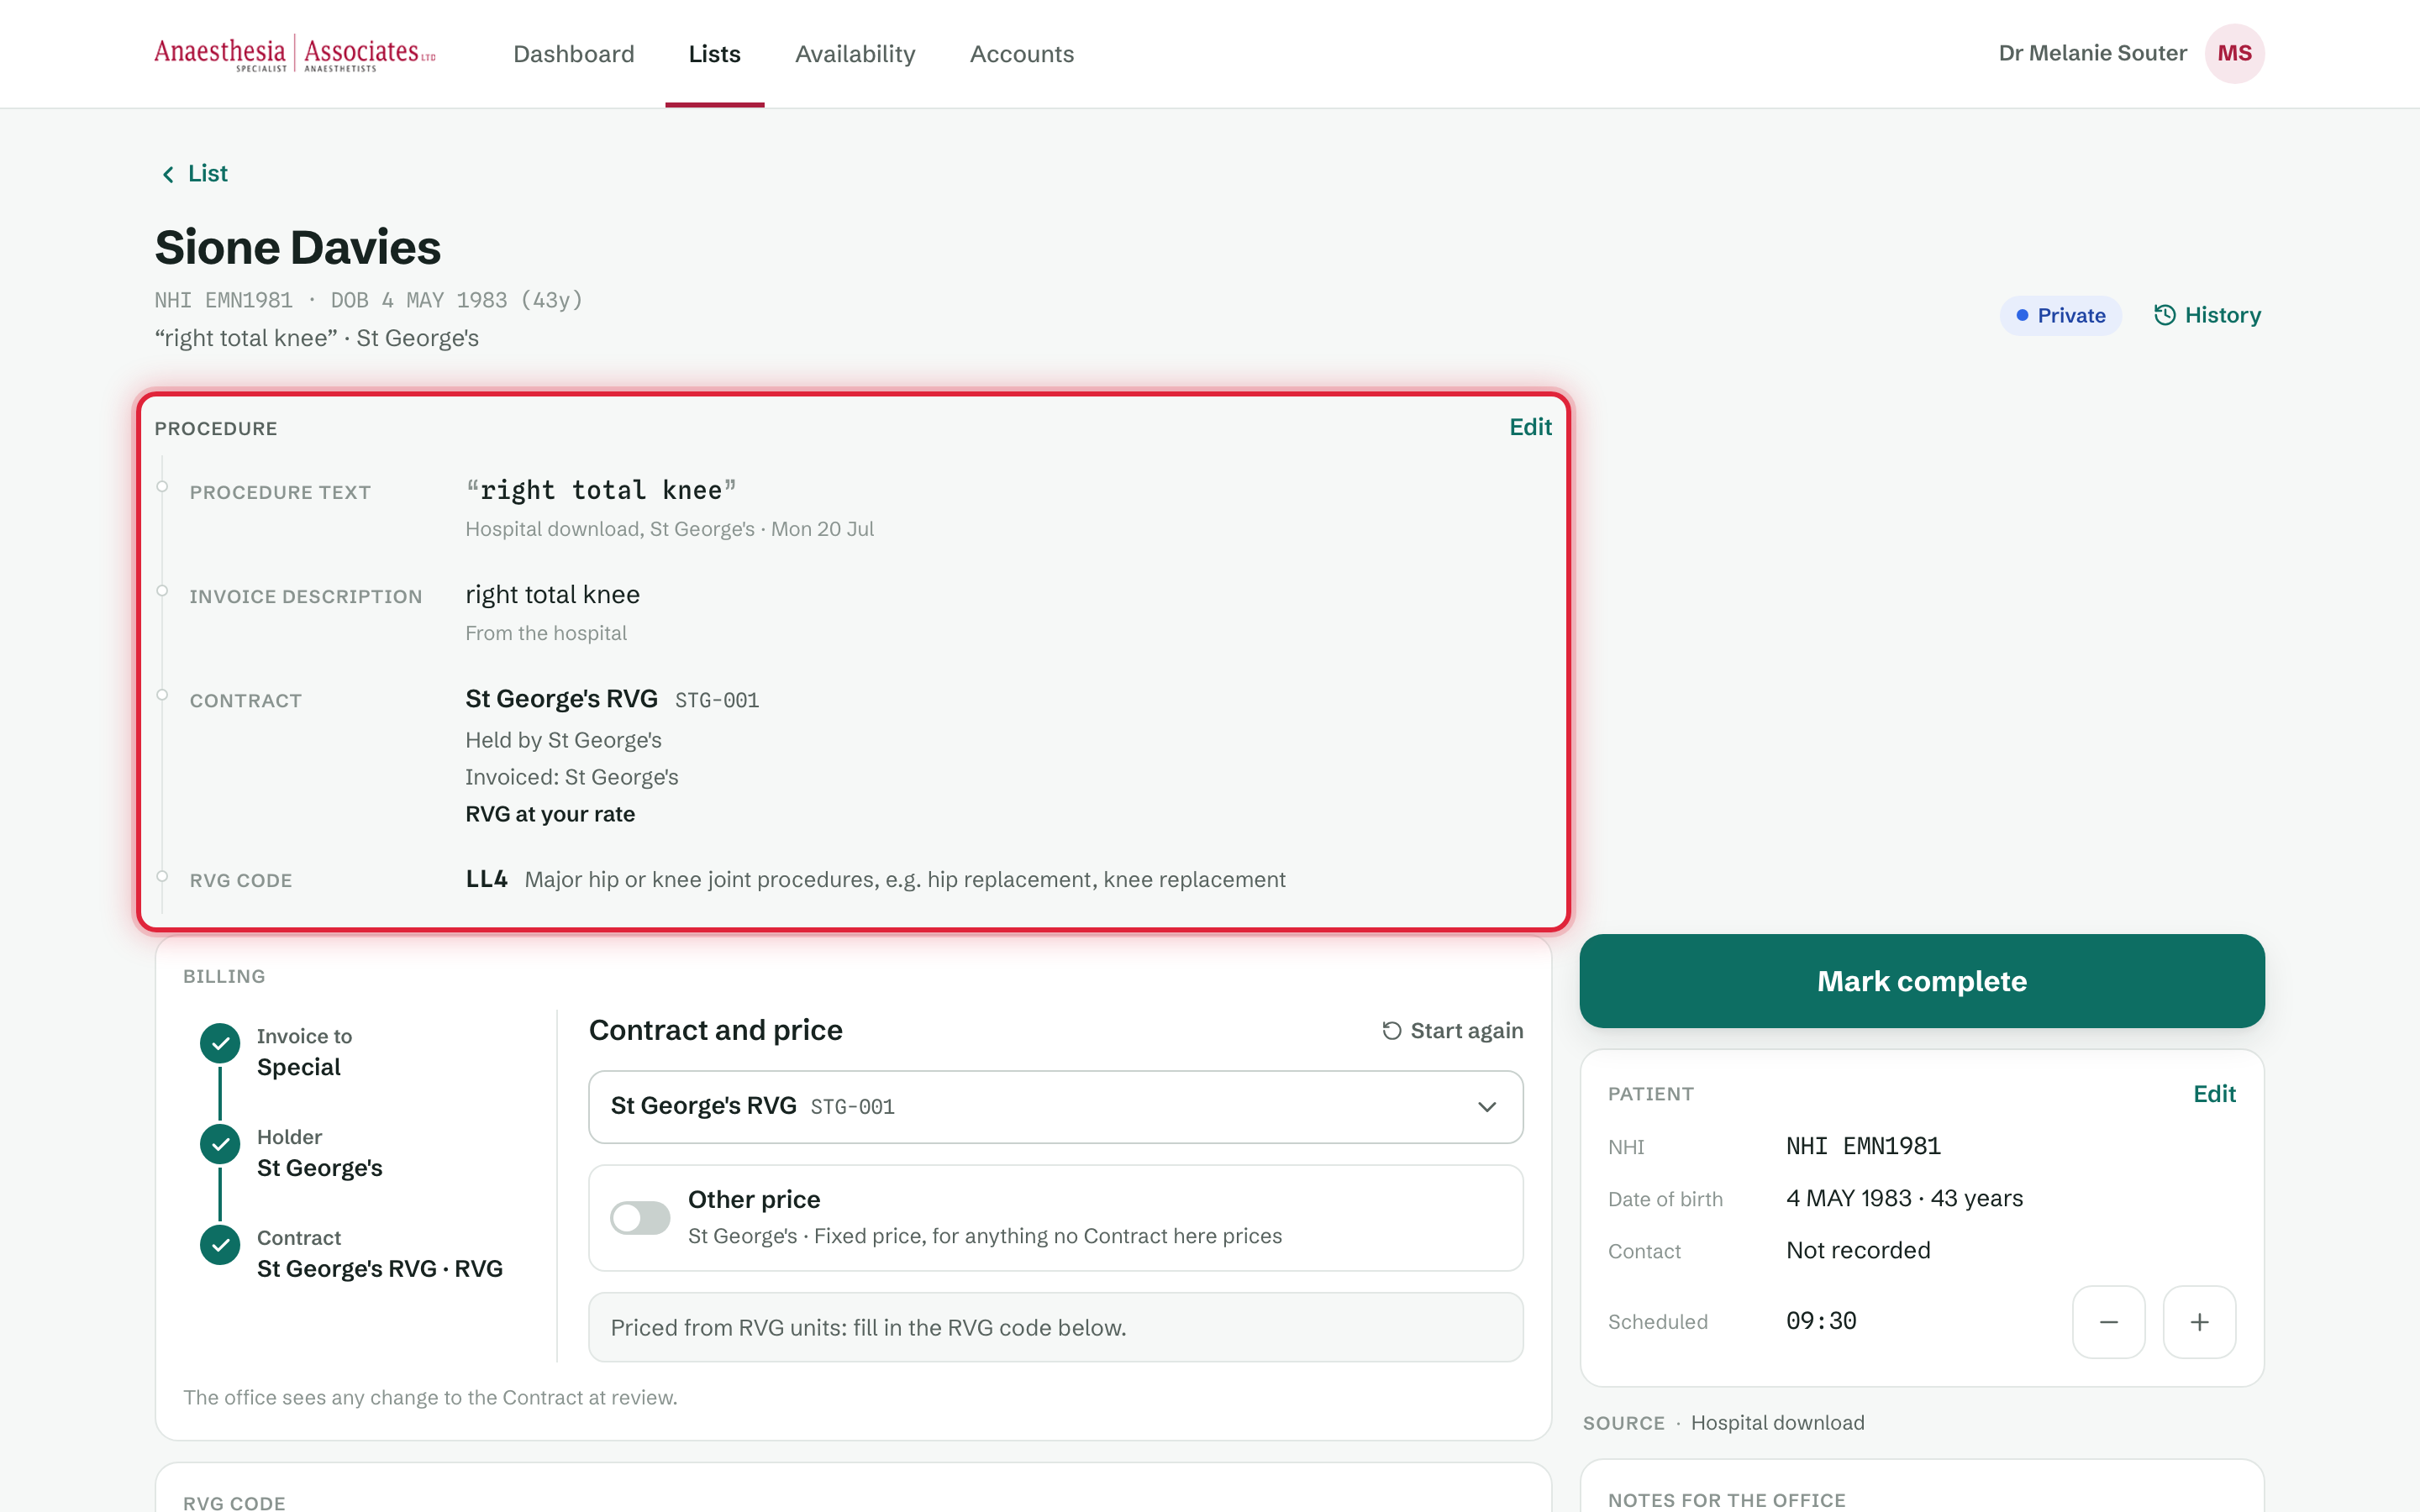 Anaesthesia | Associates LTD
SPECIALIST ANAESTHETISTS
Dashboard
Lists
Availability
Accounts
Dr Melanie Souter
MS
List
Sione Davies
NHI EMN1981 · DOB 4 MAY 1983 (43y)
“right total knee” · St George's
Private
History
PROCEDURE
Edit
PROCEDURE TEXT
“right total knee”
Hospital download, St George's · Mon 20 Jul
INVOICE DESCRIPTION
right total knee
From the hospital
CONTRACT
St George's RVG STG-001
Held by St George's
Invoiced: St George's
RVG at your rate
RVG CODE
LL4 Major hip or knee joint procedures, e.g. hip replacement, knee replacement
BILLING
Invoice to
Special
Holder
St George's
Contract
St George's RVG · RVG
Contract and price
Start again
St George's RVG STG-001
Other price
St George's · Fixed price, for anything no Contract here prices
Priced from RVG units: fill in the RVG code below.
The office sees any change to the Contract at review.
RVG CODE
Mark complete
PATIENT
Edit
NHI
NHI EMN1981
Date of birth
4 MAY 1983 · 43 years
Contact
Not recorded
Scheduled
09:30
SOURCE · Hospital download
NOTES FOR THE OFFICE